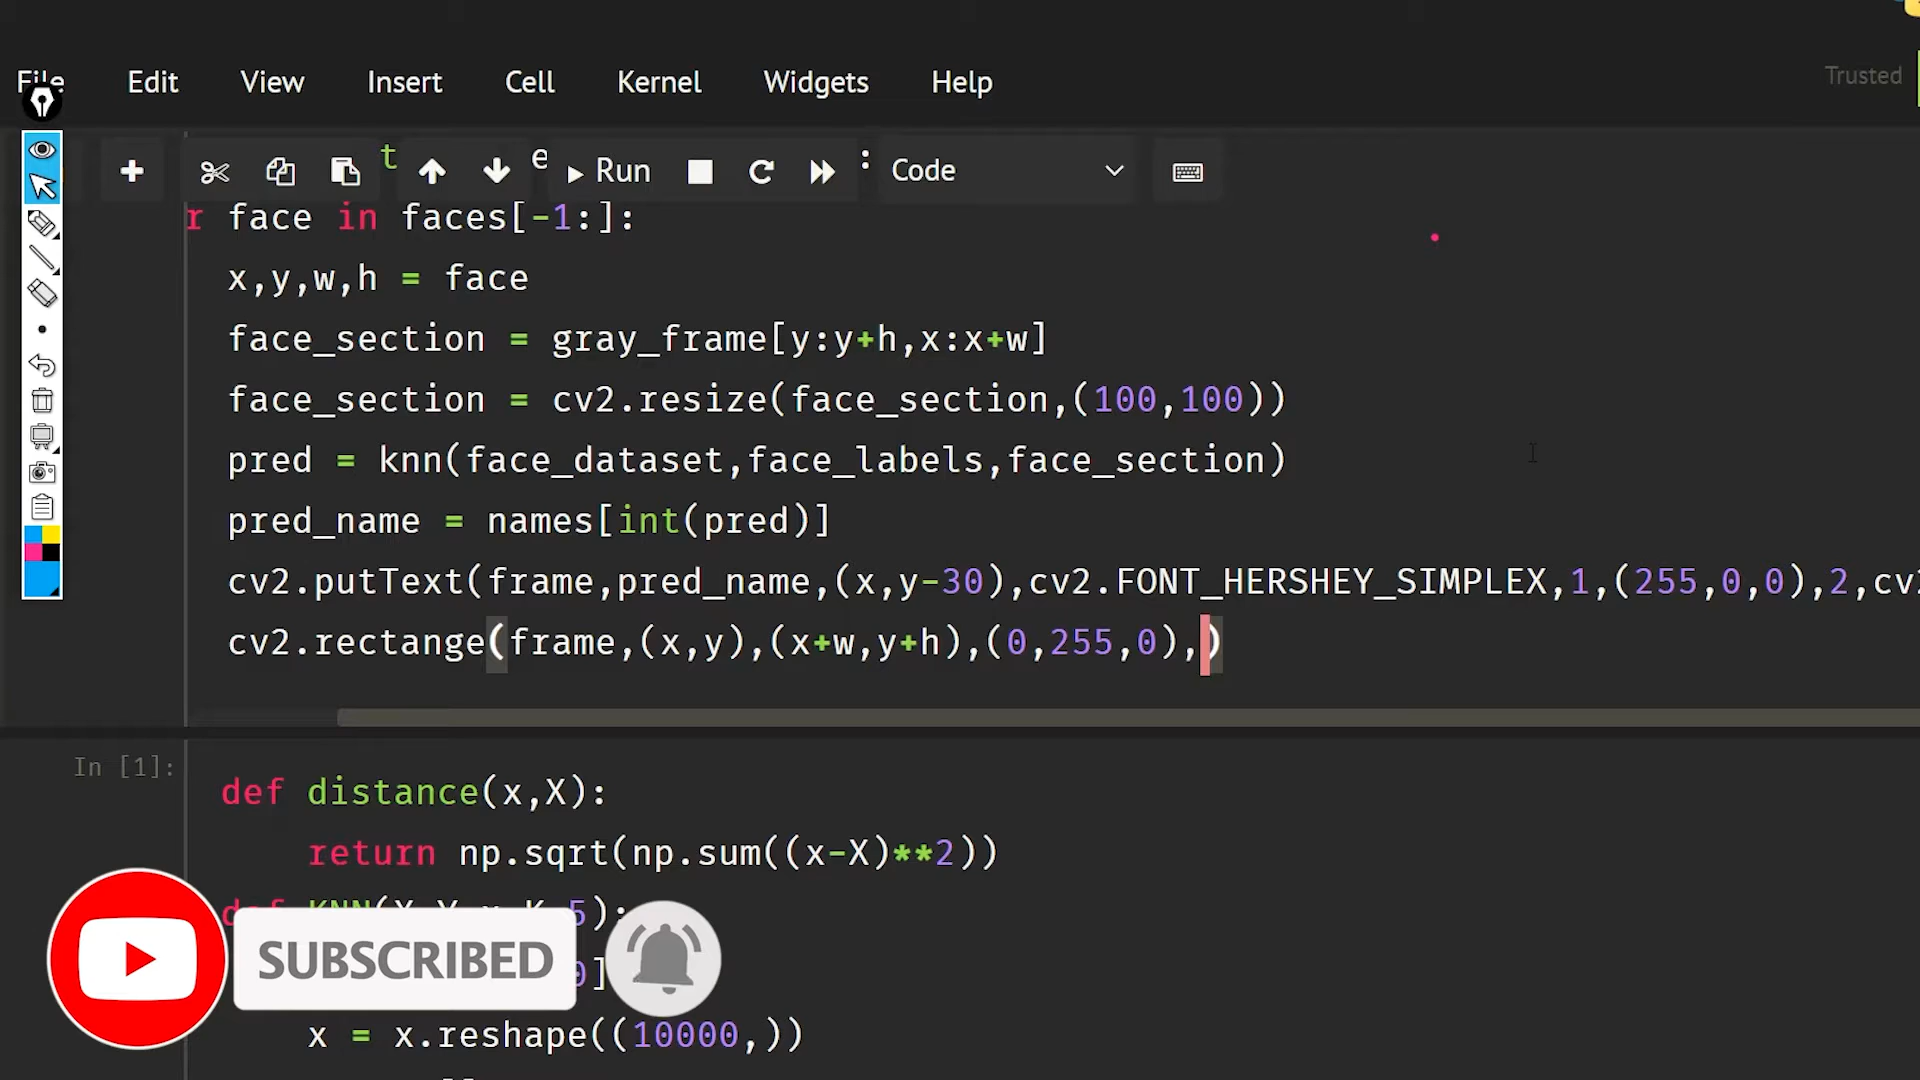 File Edit View Insert Cell Kernel Widgets Help
Trusted
t e Run : Code
r face in faces[-1:]:
x,y,w,h = face
face_section = gray_frame[y:y+h,x:x+w]
face_section = cv2.resize(face_section,(100,100))
pred = knn(face_dataset,face_labels,face_section)
pred_name = names[int(pred)]
cv2.putText(frame,pred_name,(x,y-30),cv2.FONT_HERSHEY_SIMPLEX,1,(255,0,0),2,cv2
cv2.rectange(frame,(x,y),(x+w,y+h),(0,255,0),)
In [1]:
def distance(x,X):
return np.sqrt(np.sum((x-X)**2))
5):
SUBSCRIBED
0]
x = x.reshape((10000,))